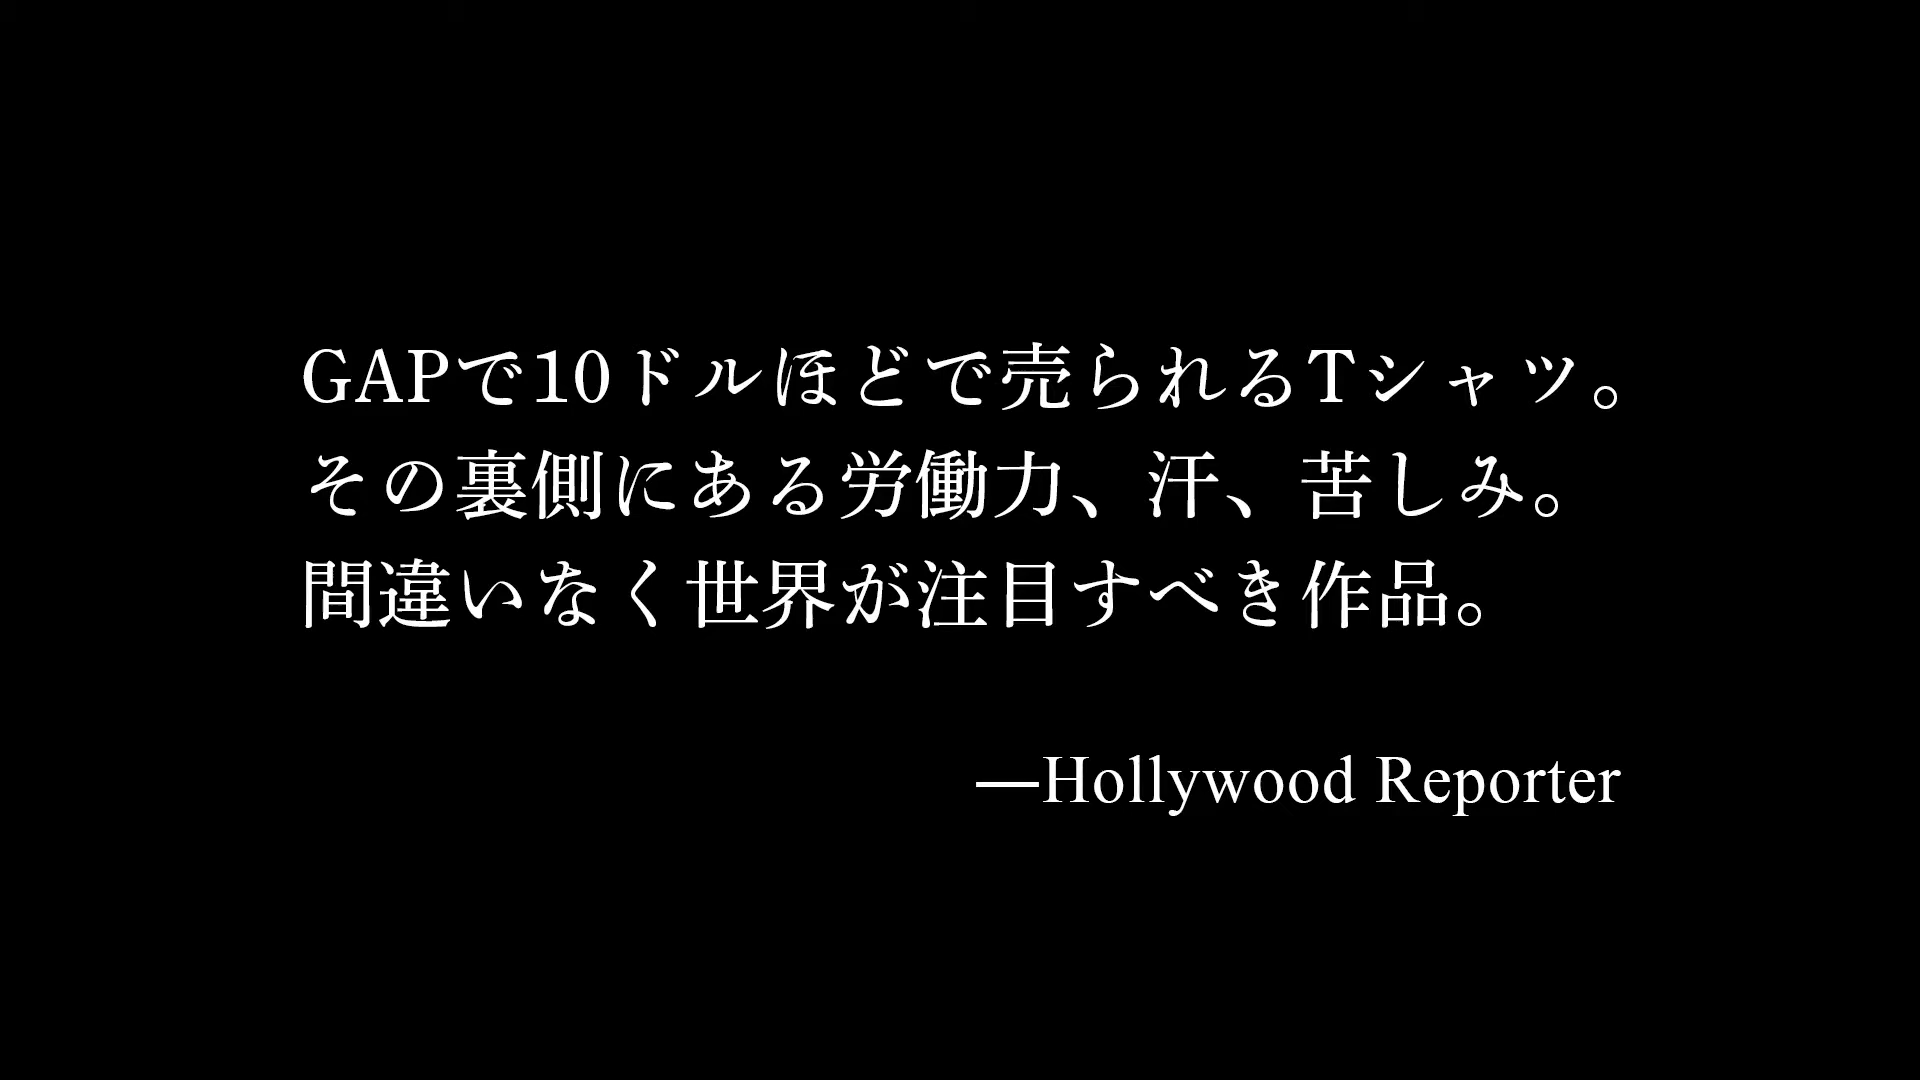 GAPで10ドルほどで売られるTシャツ。
その裏側にある労働力、汗、苦しみ。
間違いなく世界が注目すべき作品。
—Hollywood Reporter